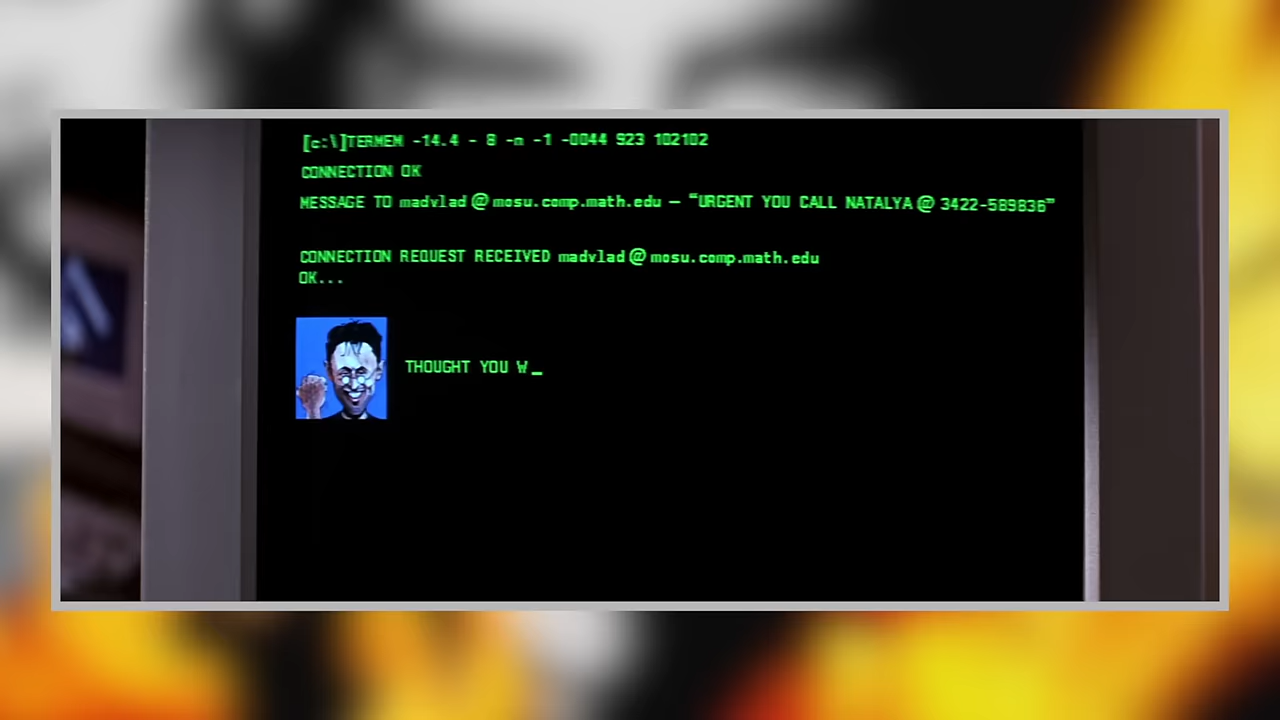 [c:\]TERMEM -14.4 - 8 -n -1 -0044 923 102102
CONNECTION OK
MESSAGE TO madvlad@mosu.comp.math.edu – "URGENT YOU CALL NATALYA@3422-589836"
CONNECTION REQUEST RECEIVED madvlad@mosu.comp.math.edu
OK...
THOUGHT YOU W_